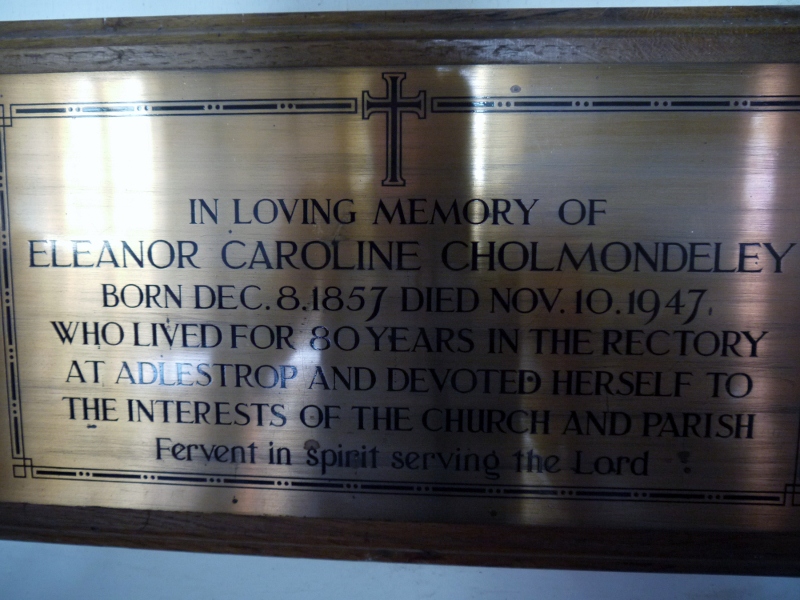 IN LOVING MEMORY OF
ELEANOR CAROLINE CHOLMONDELEY
BORN DEC. 8. 1857 DIED NOV. 10. 1947.
WHO LIVED FOR 80 YEARS IN THE RECTORY
AT ADLESTROP AND DEVOTED HERSELF TO
THE INTERESTS OF THE CHURCH AND PARISH
Fervent in spirit serving the Lord